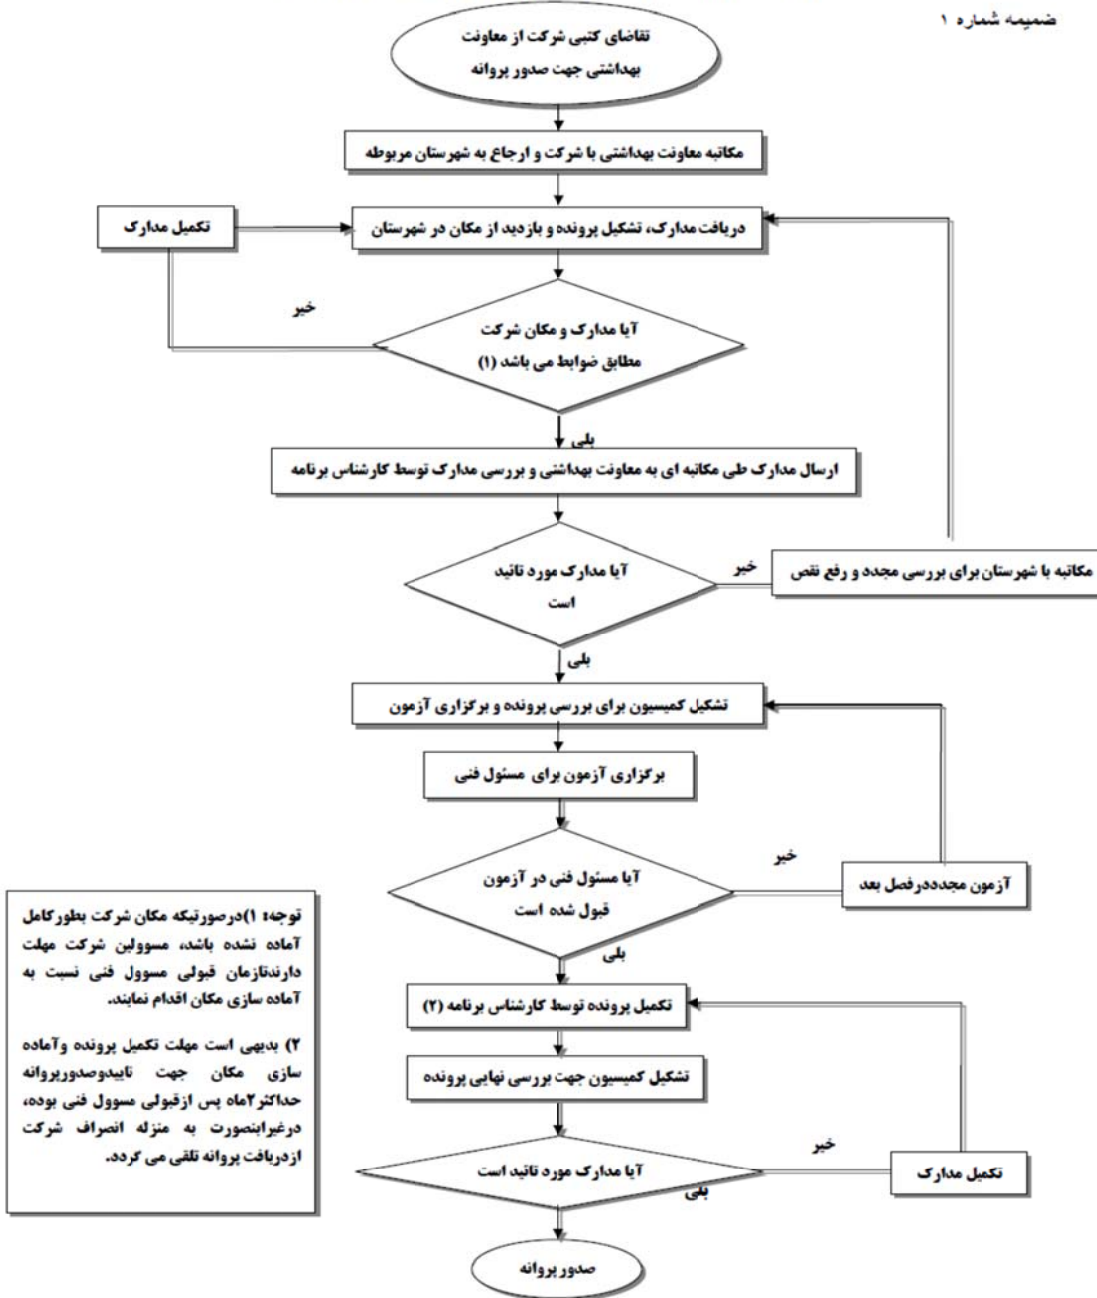 ضمیمه شماره ۱
تقاضای کتبی شرکت از معاونت
بهداشتی جهت صدور پروانه
مکاتبه معاونت بهداشتی با شرکت و ارجاع به شهرستان مربوطه
تکمیل مدارک
دریافت مدارک، تشکیل پرونده و بازدید از مکان در شهرستان
خیر
آیا مدارک و مکان شرکت
مطابق ضوابط می باشد (۱)
بلی
ارسال مدارک طی مکاتبه ای به معاونت بهداشتی و بررسی مدارک توسط کارشناس برنامه
آیا مدارک مورد تائید
است
خیر
مکاتبه با شهرستان برای بررسی مجدد و رفع نقص
بلی
تشکیل کمیسیون برای بررسی پرونده و برگزاری آزمون
برگزاری آزمون برای مسئول فنی
آیا مسئول فنی در آزمون
قبول شده است
خیر
آزمون مجدددرفصل بعد
بلی
تکمیل پرونده توسط کارشناس برنامه (۲)
تشکیل کمیسیون جهت بررسی نهایی پرونده
آیا مدارک مورد تائید است
خیر
تکمیل مدارک
بلی
صدورپروانه
توجه: ۱)درصورتیکه مکان شرکت بطورکامل
آماده نشده باشد، مسوولین شرکت مهلت
دارندتازمان قبولی مسوول فنی نسبت به
آماده سازی مکان اقدام نمایند.
۲) بدیهی است مهلت تکمیل پرونده وآماده
سازی مکان جهت تاییدوصدورپروانه
حداکثر۲ماه پس ازقبولی مسوول فنی بوده،
درغیراینصورت به منزله انصراف شرکت
ازدریافت پروانه تلقی می گردد.